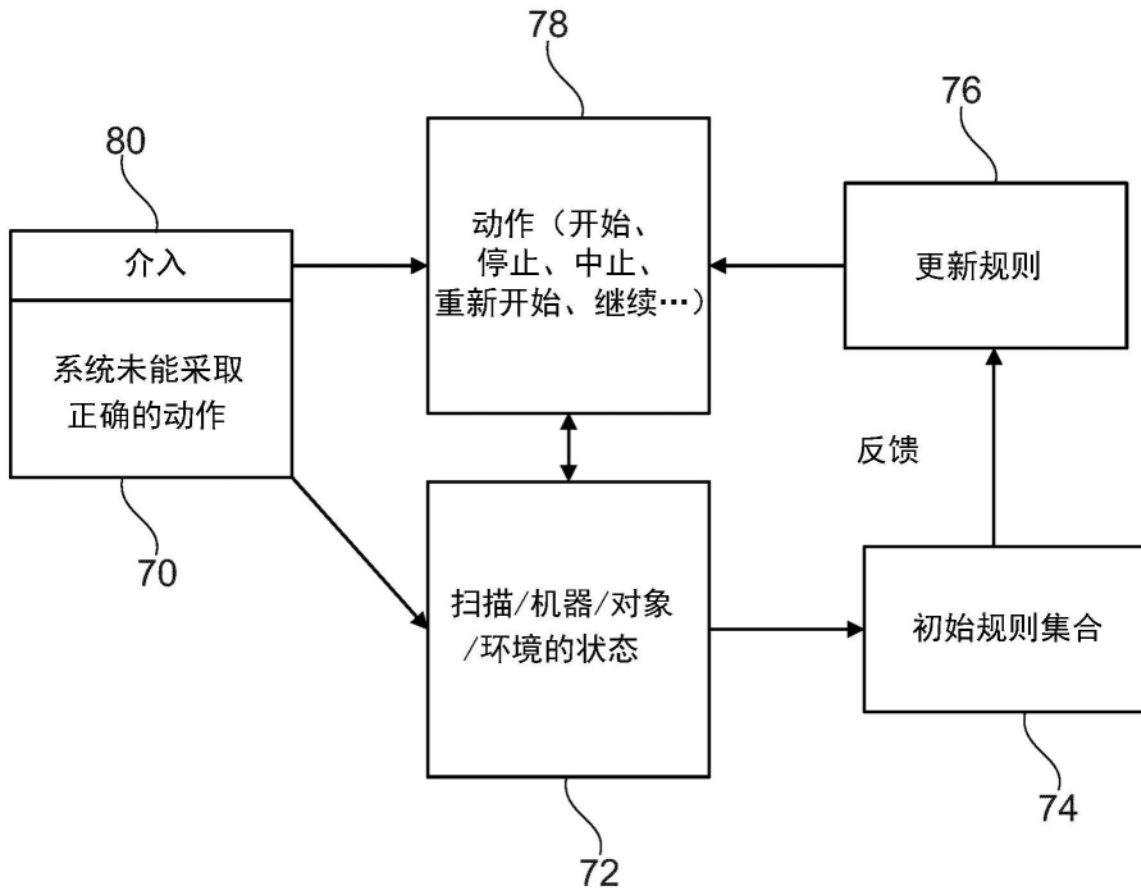 78
76
80
介入
动作（开始、
停止、中止、
重新开始、继续…）
更新规则
系统未能采取
正确的动作
反馈
70
扫描/机器/对象
/环境的状态
初始规则集合
72
74